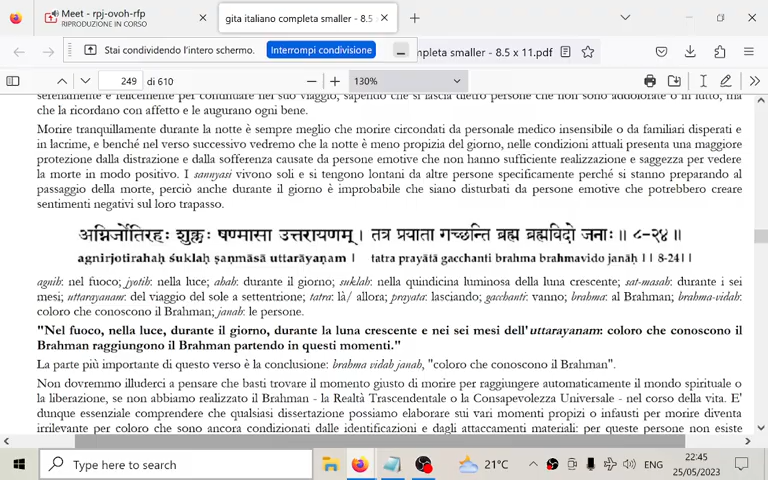 Meet - rpj-ovoh-rfp
RIPRODUZIONE IN CORSO
gita italiano completa smaller - 8.5
Stai condividendo l'intero schermo.
Interrompi condivisione
npleta smaller - 8.5 x 11.pdf
249 di 610
130%
serenamente e felicemente per continuare nel suo viaggio, sapendo che si lascia dietro persone che non sono addolorate o in lutto, ma
che la ricordano con affetto e le augurano ogni bene.
Morire tranquillamente durante la notte è sempre meglio che morire circondati da personale medico insensibile o da familiari disperati e
in lacrime, e benché nel verso successivo vedremo che la notte è meno propizia del giorno, nelle condizioni attuali presenta una maggiore
protezione dalla distrazione e dalla sofferenza causate da persone emotive che non hanno sufficiente realizzazione e saggezza per vedere
la morte in modo positivo. I sannyasi vivono soli e si tengono lontani da altre persone specificamente perché si stanno preparando al
passaggio della morte, perciò anche durante il giorno è improbabile che siano disturbati da persone emotive che potrebbero creare
sentimenti negativi sul loro trapasso.
अग्निर्जोतिरहः शुक्लः षण्मासा उत्तरायणम् । तत्र प्रयाता गच्छन्ति ब्रह्म ब्रह्मविदो जनाः ॥ ८-२४ ॥
agnirjotirahaḥ śuklaḥ ṣaṇmāsā uttarāyaṇam | tatra prayātā gacchanti brahma brahmavido janāḥ || 8-24||
agnih: nel fuoco; jyotih: nella luce; ahah: durante il giorno; suklah: nella quindicina luminosa della luna crescente; sat-masah: durante i sei
mesi; uttarayanam: del viaggio del sole a settentrione; tatra: là/ allora; prayata: lasciando; gacchanti: vanno; brahma: al Brahman; brahma-vidah:
coloro che conoscono il Brahman; janah: le persone.
"Nel fuoco, nella luce, durante il giorno, durante la luna crescente e nei sei mesi dell'uttarayanam: coloro che conoscono il
Brahman raggiungono il Brahman partendo in questi momenti."
La parte più importante di questo verso è la conclusione: brahma vidah janah, "coloro che conoscono il Brahman".
Non dovremmo illuderci a pensare che basti trovare il momento giusto di morire per raggiungere automaticamente il mondo spirituale o
la liberazione, se non abbiamo realizzato il Brahman - la Realtà Trascendentale o la Consapevolezza Universale - nel corso della vita. E'
dunque essenziale comprendere che qualsiasi dissertazione possiamo elaborare sui vari momenti propizi o infausti per morire diventa
irrilevante per coloro che sono ancora condizionati dalle identificazioni e dagli attaccamenti materiali: per queste persone non esiste
Type here to search
21°C
ENG
22:45
25/05/2023